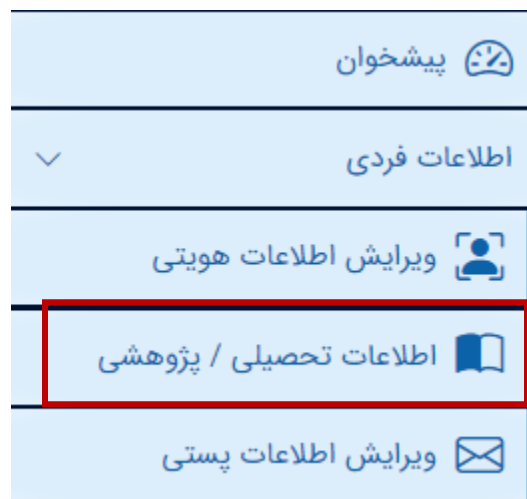 پیشخوان
اطلاعات فردی
ویرایش اطلاعات هویتی
اطلاعات تحصیلی / پژوهشی
ویرایش اطلاعات پستی